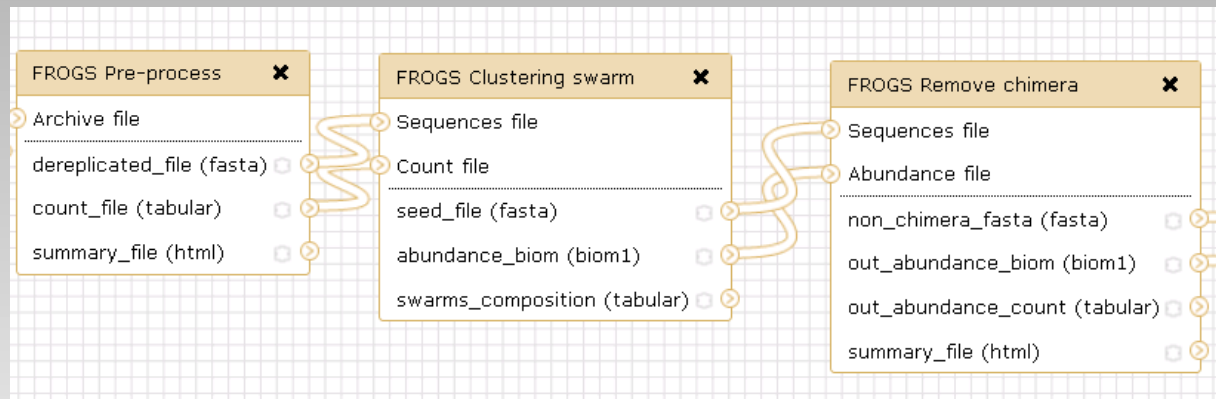 FROGS Pre-process
Archive file
dereplicated_file (fasta)
count_file (tabular)
summary_file (html)
FROGS Clustering swarm
Sequences file
Count file
seed_file (fasta)
abundance_biom (biom1)
swarms_composition (tabular)
FROGS Remove chimera
Sequences file
Abundance file
non_chimera_fasta (fasta)
out_abundance_biom (biom1)
out_abundance_count (tabular)
summary_file (html)